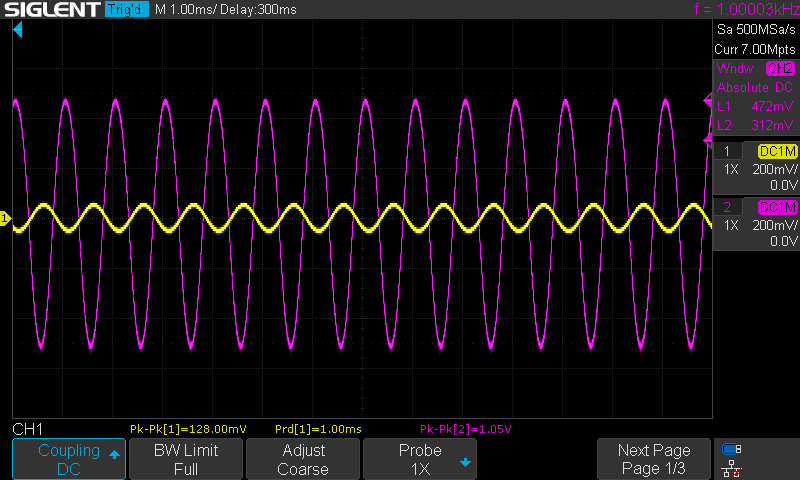 SIGLENT Trig'd M 1.00ms/ Delay:300ms f = 1.00003kHz
Sa 500MSa/s
Curr 7.00Mpts
Wndw CH2
Absolute DC
L1 472mV
L2 312mV
1 DC1M
1X 200mV/
0.0V
2 DC1M
1X 200mV/
0.0V
1
CH1 Pk-Pk[1]=128.00mV Prd[1]=1.00ms Pk-Pk[2]=1.05V
Coupling
DC
BW Limit
Full
Adjust
Coarse
Probe
1X
Next Page
Page 1/3